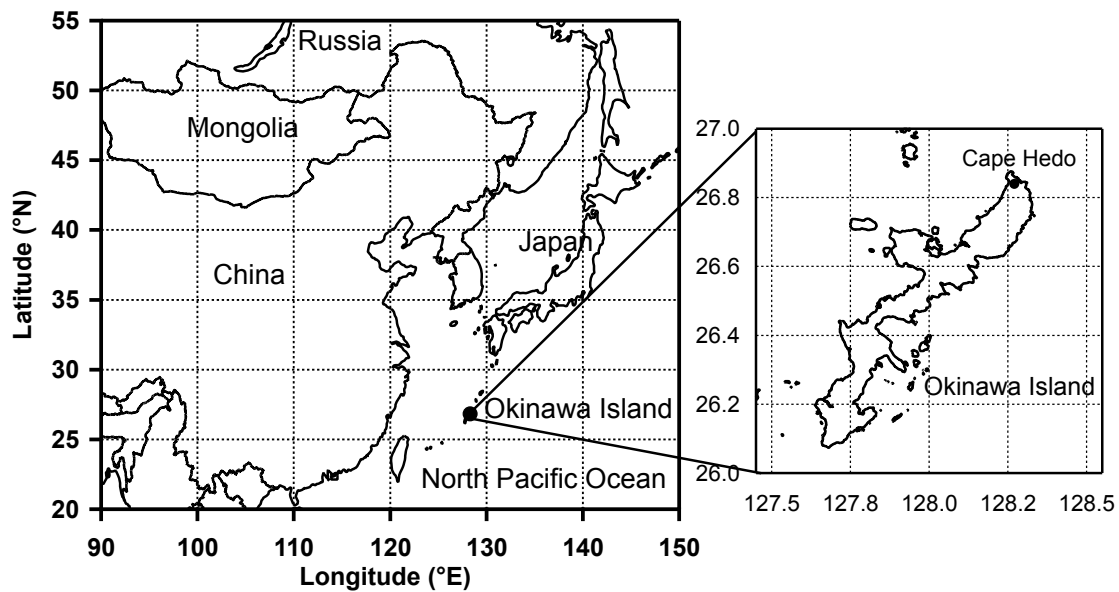 55
50
45
40
35
30
25
20
Latitude (°N)
90
100
110
120
130
140
150
Longitude (°E)
Russia
Mongolia
China
Japan
Okinawa Island
North Pacific Ocean
27.0
26.8
26.6
26.4
26.2
26.0
127.5
127.8
128.0
128.2
128.5
Cape Hedo
Okinawa Island